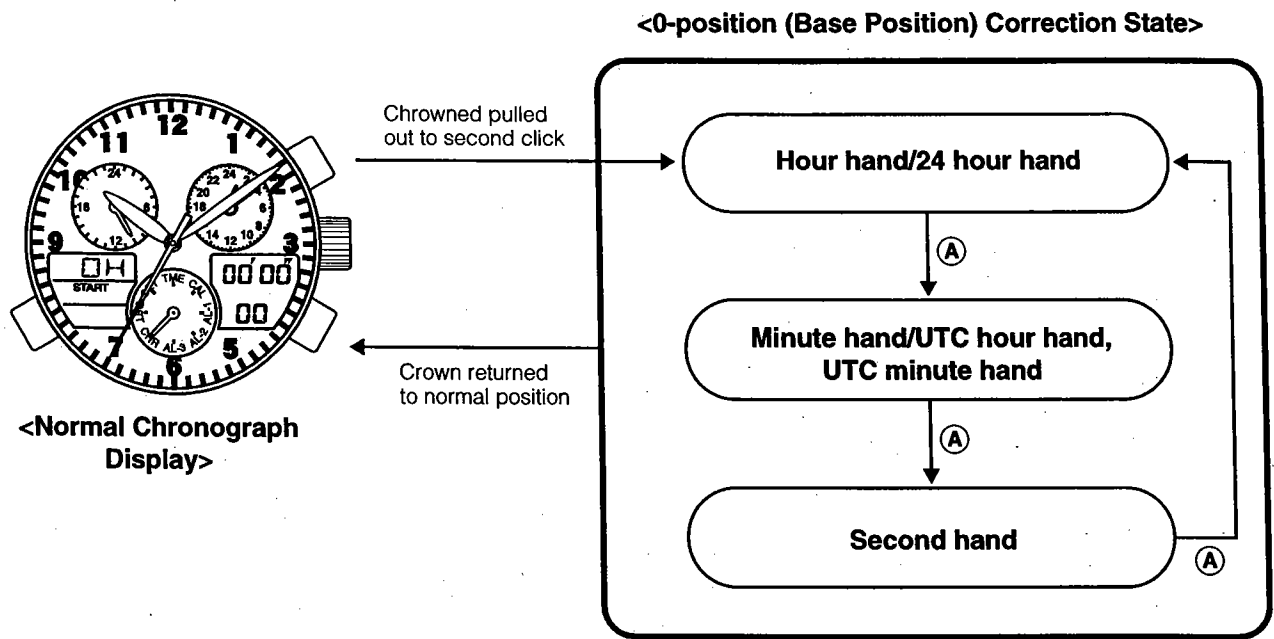 <0-position (Base Position) Correction State>
Chrowned pulled
out to second click
Hour hand/24 hour hand
A
Minute hand/UTC hour hand,
UTC minute hand
A
Second hand
A
Crown returned
to normal position
12
11
1
10
2
24
18
6
12
22
24
2
4
20
18
6
8
14
12
10
9
3
0H
START
00'00"
00
TME
CAL
AL-1
AL-2
AL-3
CHR
7
6
5
<Normal Chronograph
Display>